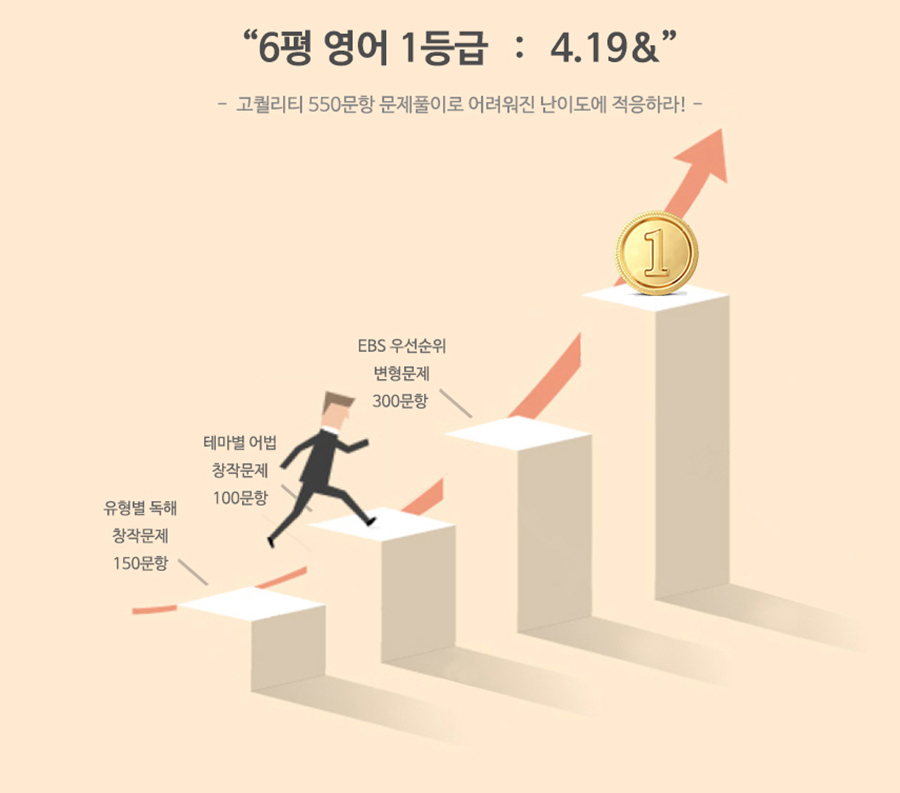 “6평 영어 1등급 : 4.19&”
- 고퀄리티 550문항 문제풀이로 어려워진 난이도에 적응하라! -
1
EBS 우선순위
변형문제
300문항
테마별 어법
창작문제
100문항
유형별 독해
창작문제
150문항